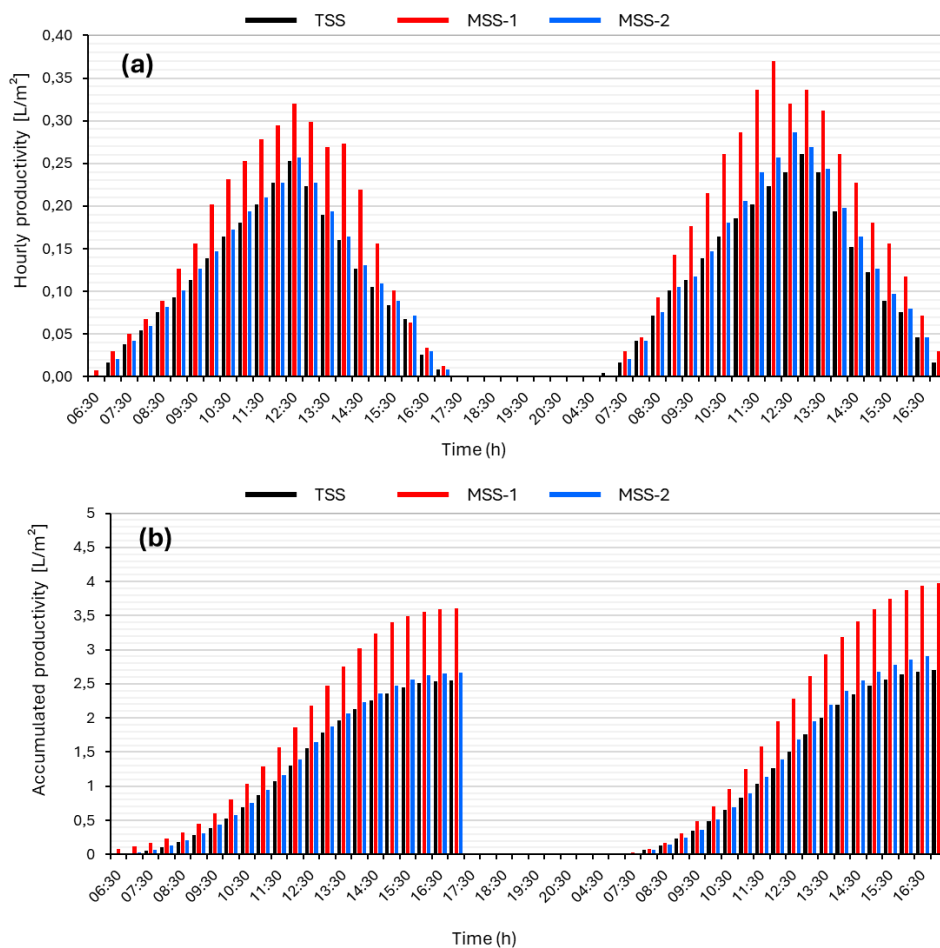 TSS MSS-1 MSS-2
(a)
Hourly productivity [L/m²]
0,40
0,35
0,30
0,25
0,20
0,15
0,10
0,05
0,00
06:30 07:30 08:30 09:30 10:30 11:30 12:30 13:30 14:30 15:30 16:30 17:30 18:30 19:30 20:30 04:30 07:30 08:30 09:30 10:30 11:30 12:30 13:30 14:30 15:30 16:30
Time (h)
TSS MSS-1 MSS-2
(b)
Accumulated productivity [L/m²]
5
4,5
4
3,5
3
2,5
2
1,5
1
0,5
0
06:30 07:30 08:30 09:30 10:30 11:30 12:30 13:30 14:30 15:30 16:30 17:30 18:30 19:30 20:30 04:30 07:30 08:30 09:30 10:30 11:30 12:30 13:30 14:30 15:30 16:30
Time (h)